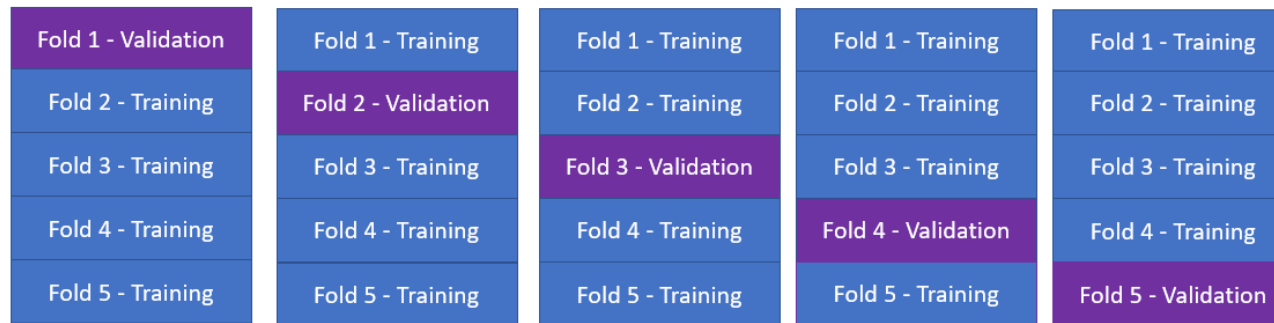 Fold 1 - Validation
Fold 2 - Training
Fold 3 - Training
Fold 4 - Training
Fold 5 - Training
Fold 1 - Training
Fold 2 - Validation
Fold 3 - Training
Fold 4 - Training
Fold 5 - Training
Fold 1 - Training
Fold 2 - Training
Fold 3 - Validation
Fold 4 - Training
Fold 5 - Training
Fold 1 - Training
Fold 2 - Training
Fold 3 - Training
Fold 4 - Validation
Fold 5 - Training
Fold 1 - Training
Fold 2 - Training
Fold 3 - Training
Fold 4 - Training
Fold 5 - Validation